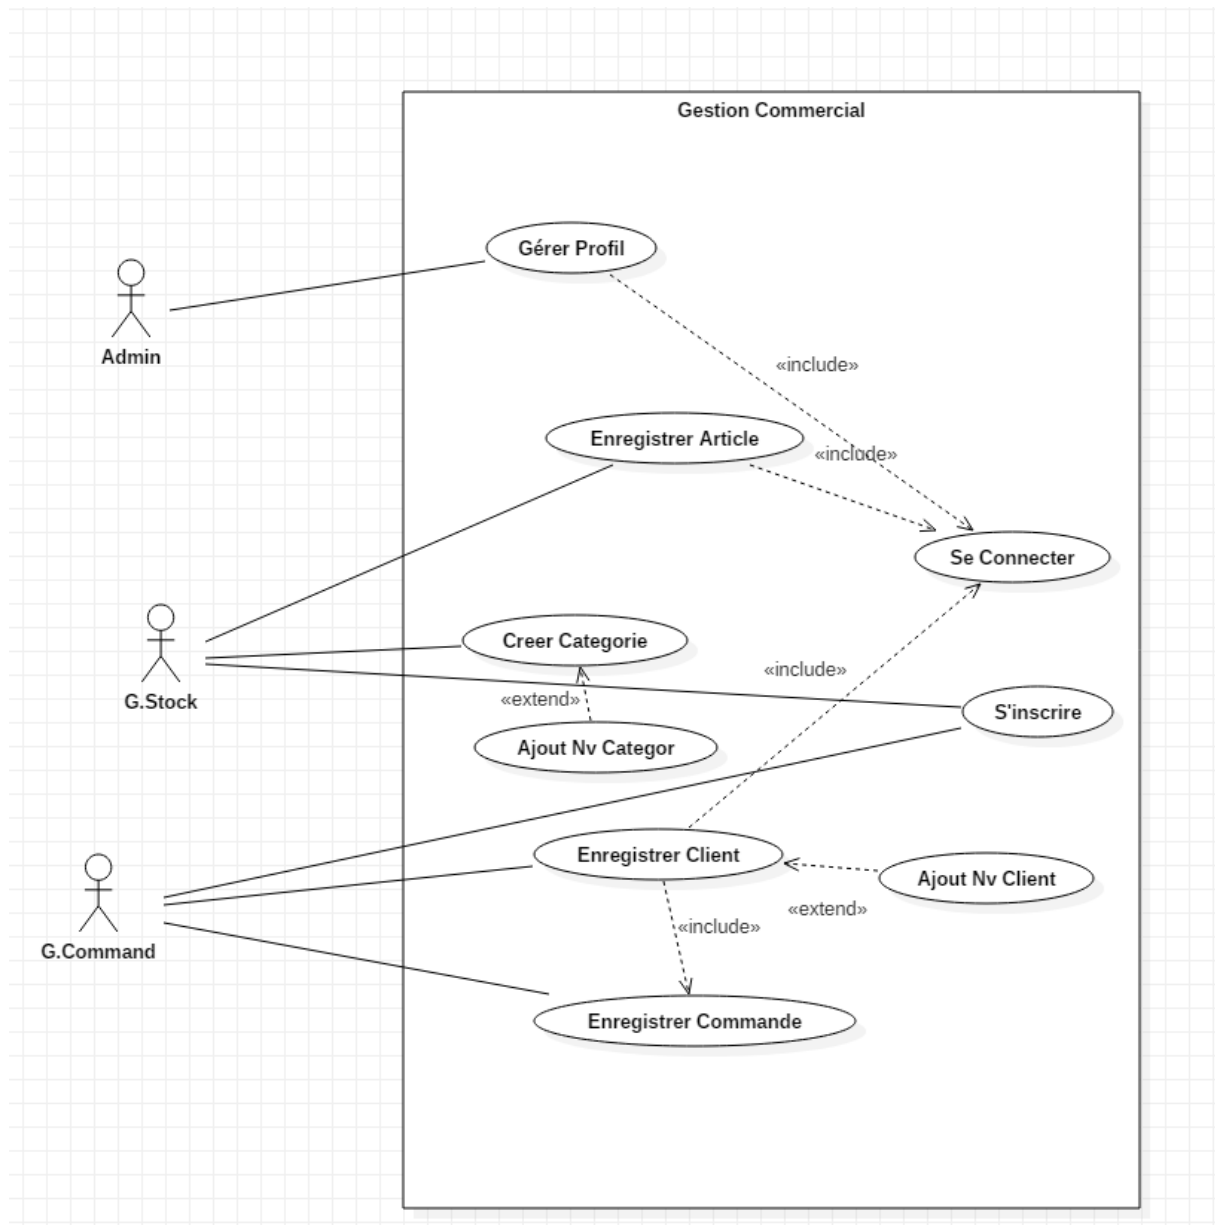 Gestion Commercial
Gérer Profil
Admin
«include»
Enregistrer Article
«include»
Se Connecter
Creer Categorie
«include»
G.Stock
«extend»
S'inscrire
Ajout Nv Categor
Enregistrer Client
Ajout Nv Client
«extend»
«include»
G.Command
Enregistrer Commande